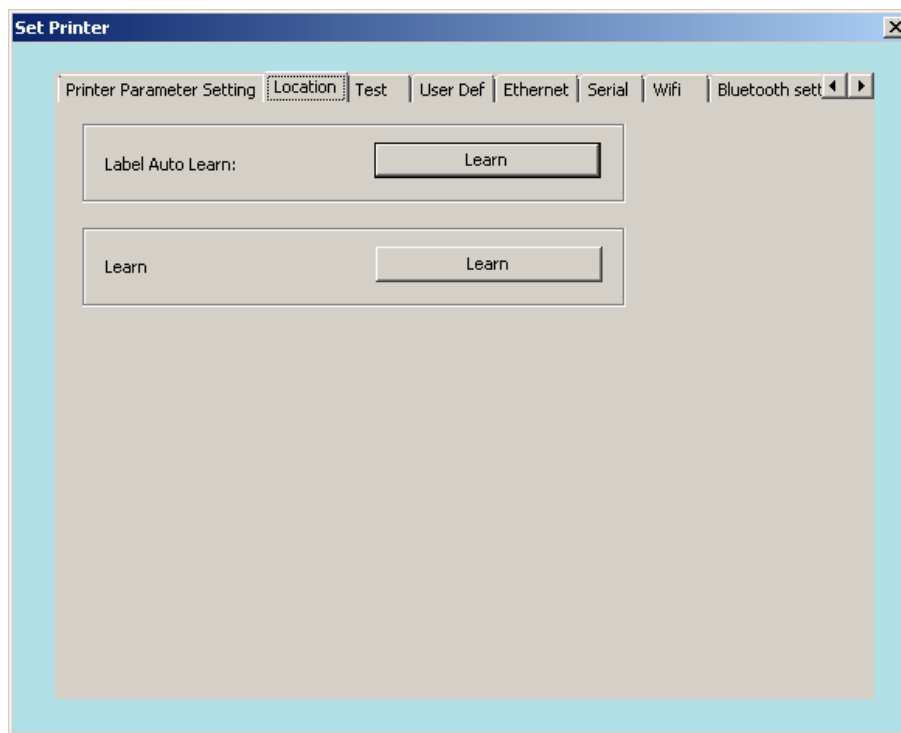 Set Printer
Printer Parameter Setting Location Test User Def Ethernet Serial Wifi Bluetooth sett
Label Auto Learn: Learn
Learn Learn